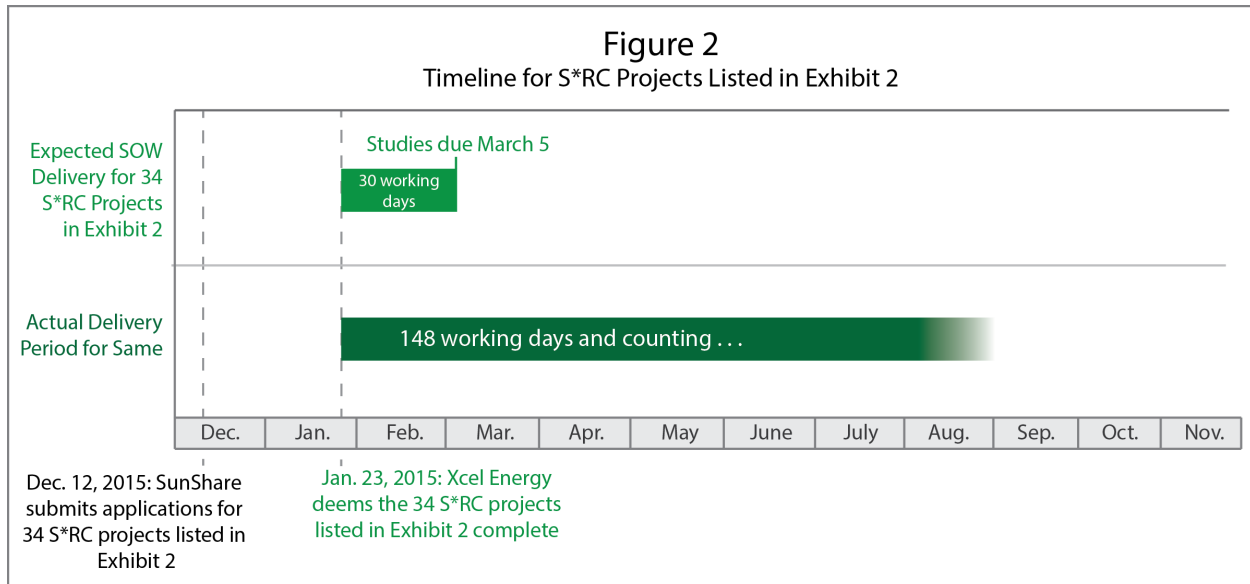 Figure 2
Timeline for S*RC Projects Listed in Exhibit 2
Expected SOW
Delivery for 34
S*RC Projects
in Exhibit 2
Studies due March 5
30 working
days
Actual Delivery
Period for Same
148 working days and counting . . .
Dec. Jan. Feb. Mar. Apr. May June July Aug. Sep. Oct. Nov.
Dec. 12, 2015: SunShare
submits applications for
34 S*RC projects listed in
Exhibit 2
Jan. 23, 2015: Xcel Energy
deems the 34 S*RC projects
listed in Exhibit 2 complete